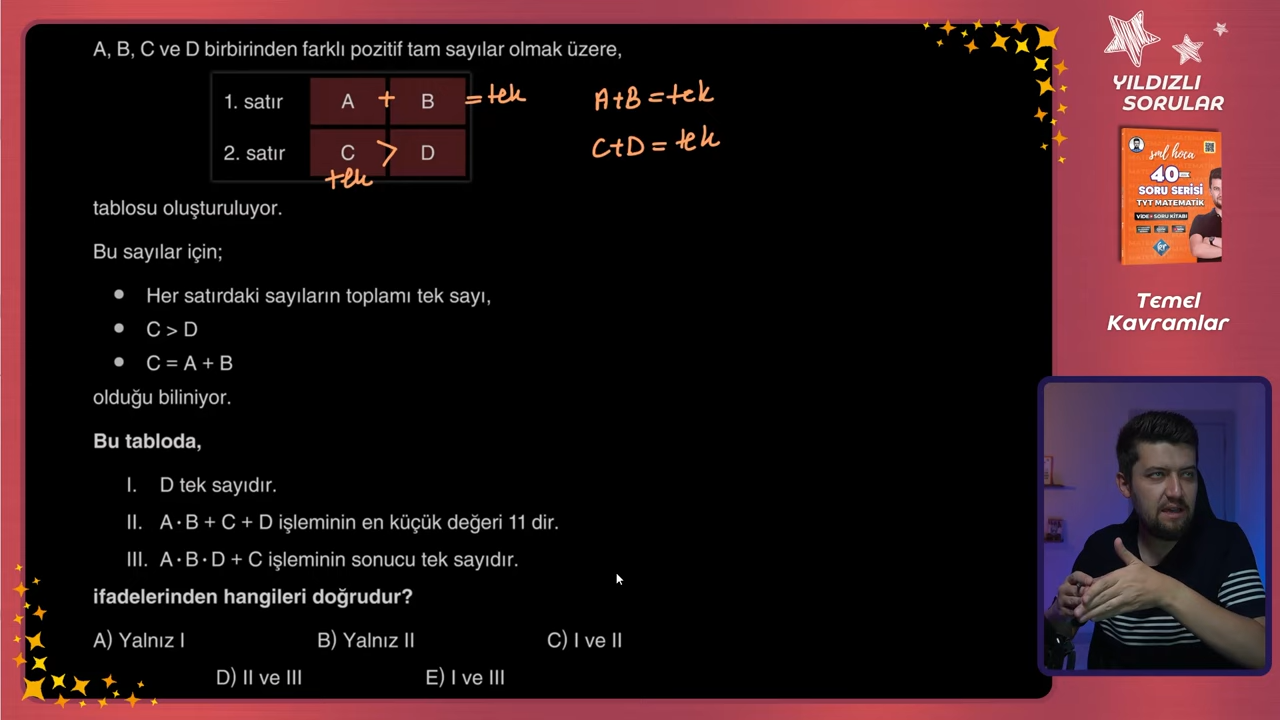 A, B, C ve D birbirinden farklı pozitif tam sayılar olmak üzere,
1. satır A + B = tek
A+B = tek
2. satır C > D
tek
C+D = tek
tablosu oluşturuluyor.
Bu sayılar için;
• Her satırdaki sayıların toplamı tek sayı,
• C > D
• C = A + B
olduğu biliniyor.
Bu tabloda,
I. D tek sayıdır.
II. A·B + C + D işleminin en küçük değeri 11 dir.
III. A·B·D + C işleminin sonucu tek sayıdır.
ifadelerinden hangileri doğrudur?
A) Yalnız I B) Yalnız II C) I ve II
D) II ve III E) I ve III
YILDIZLI
SORULAR
sml hoca
40
SORU SERİSİ
TYT MATEMATİK
Temel
Kavramlar